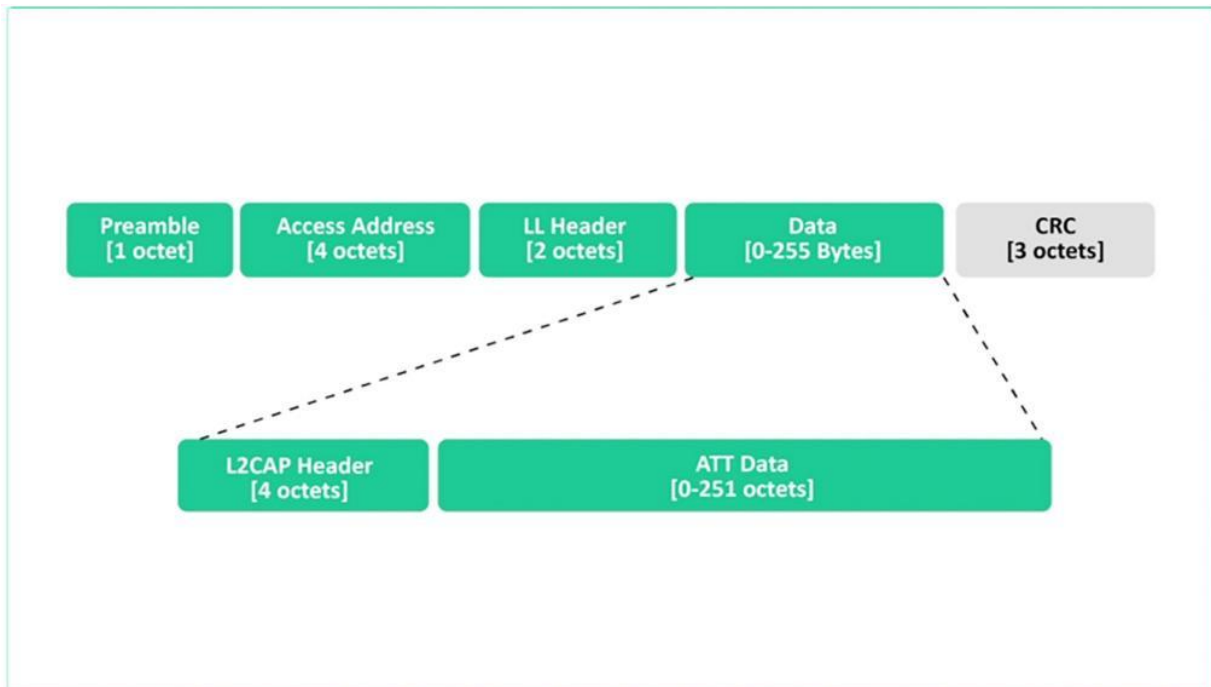 Preamble
[1 octet]
Access Address
[4 octets]
LL Header
[2 octets]
Data
[0-255 Bytes]
CRC
[3 octets]
L2CAP Header
[4 octets]
ATT Data
[0-251 octets]